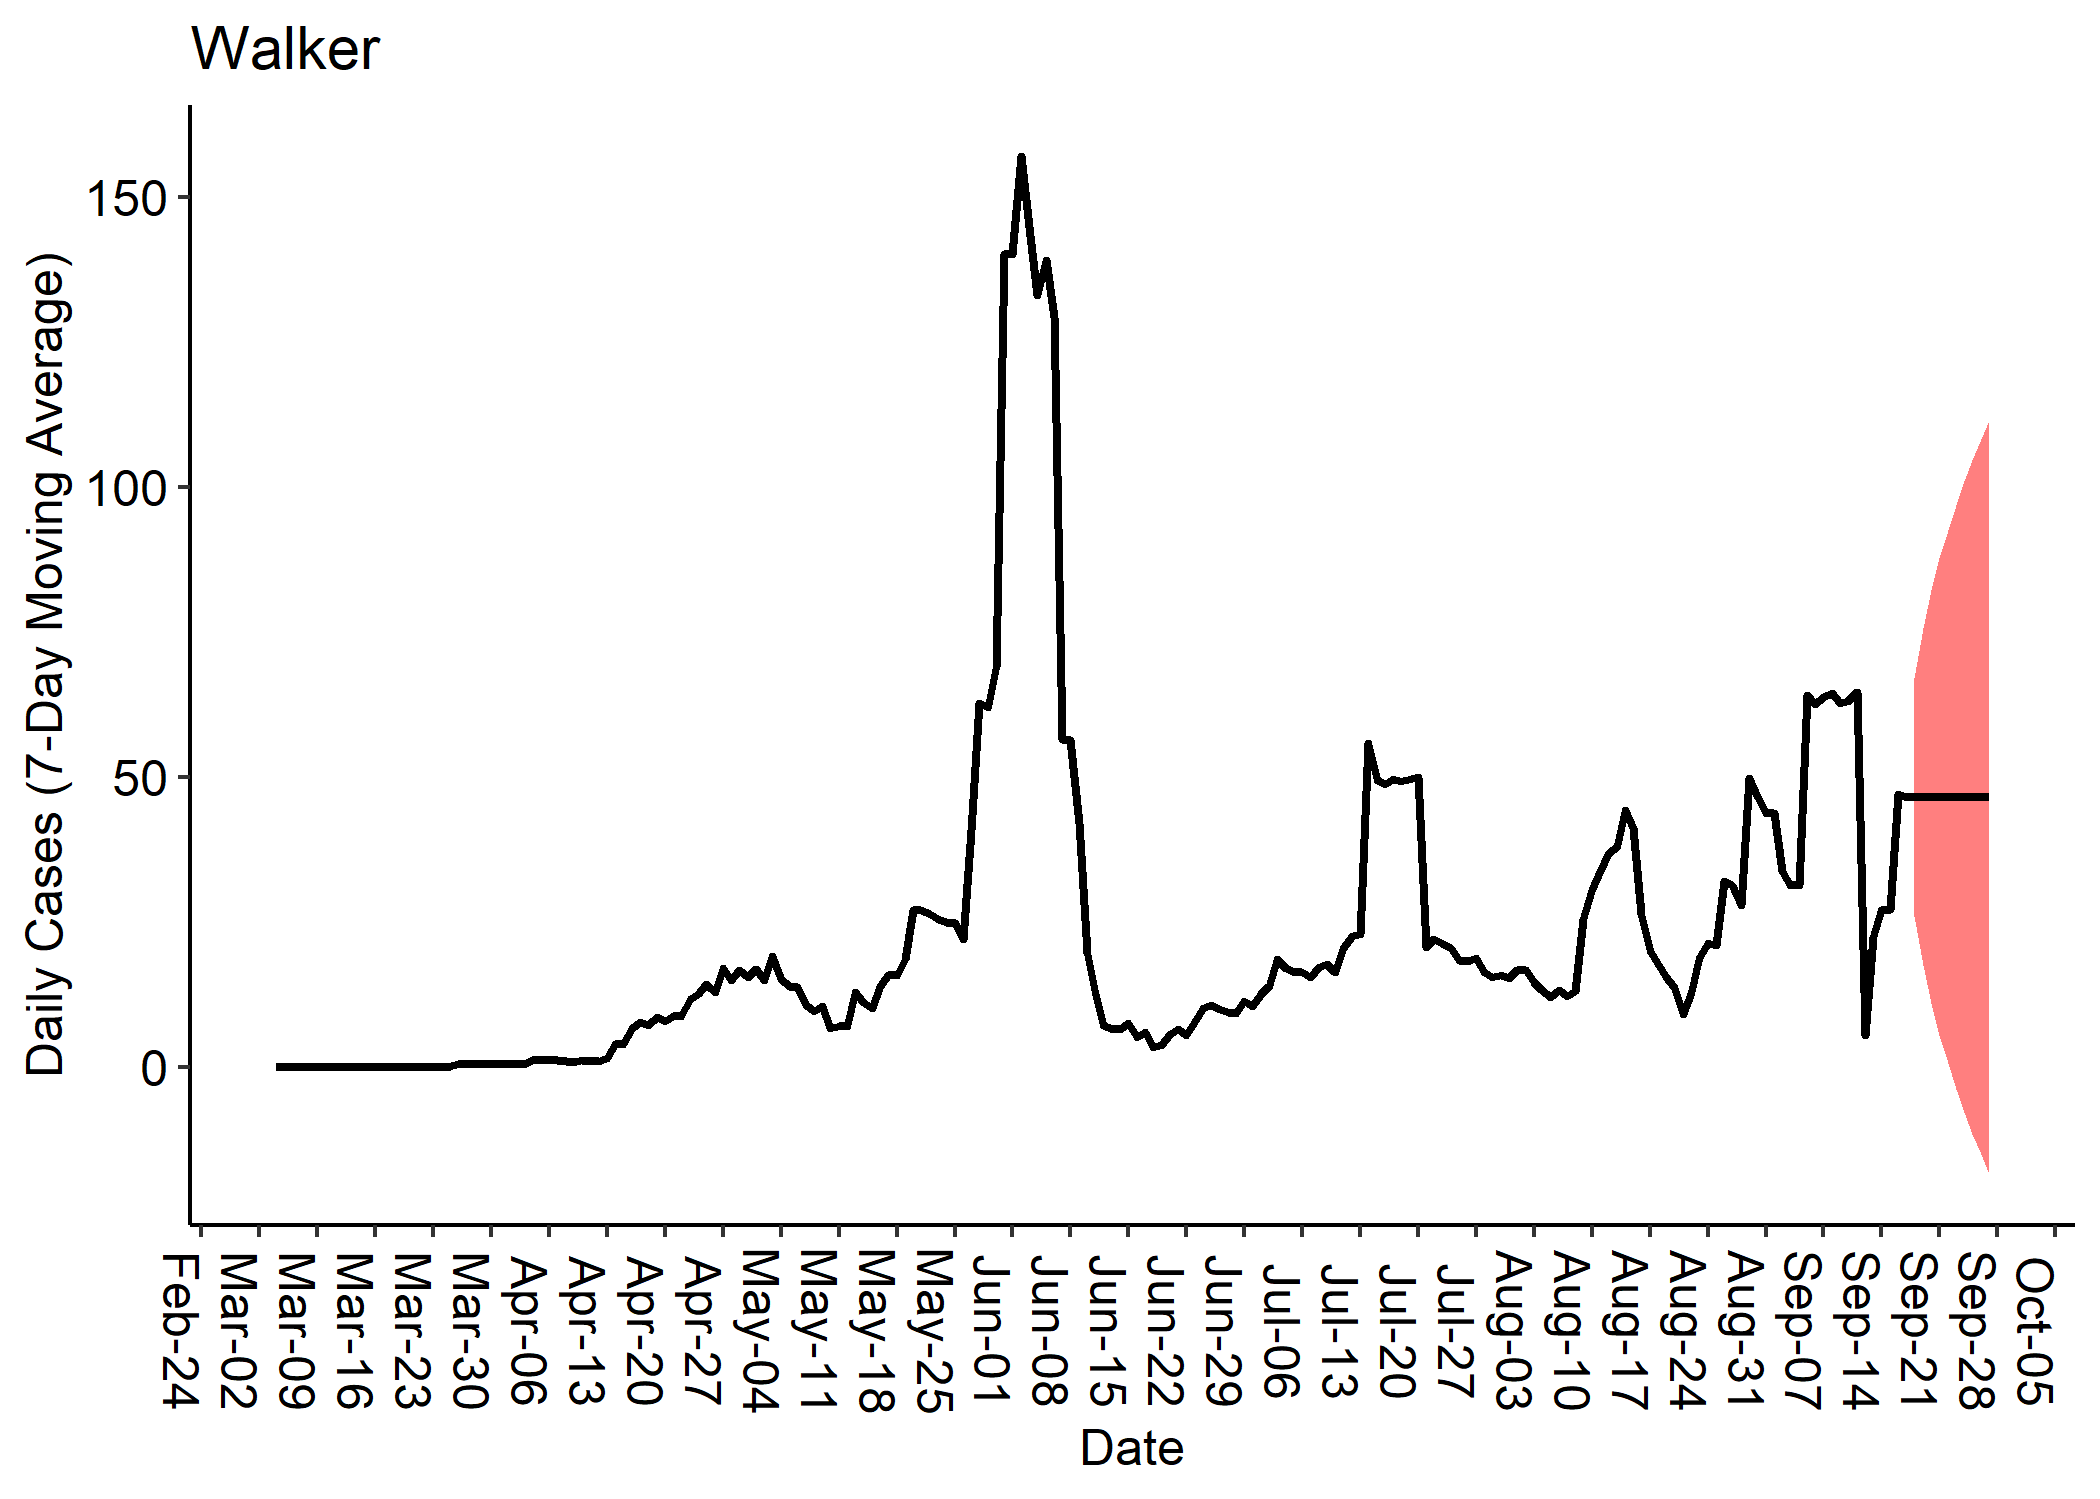 Walker
Daily Cases (7-Day Moving Average)
150
100
50
0
Feb-24
Mar-02
Mar-09
Mar-16
Mar-23
Mar-30
Apr-06
Apr-13
Apr-20
Apr-27
May-04
May-11
May-18
May-25
Jun-01
Jun-08
Jun-15
Jun-22
Jun-29
Jul-06
Jul-13
Jul-20
Jul-27
Aug-03
Aug-10
Aug-17
Aug-24
Aug-31
Sep-07
Sep-14
Sep-21
Sep-28
Oct-05
Date